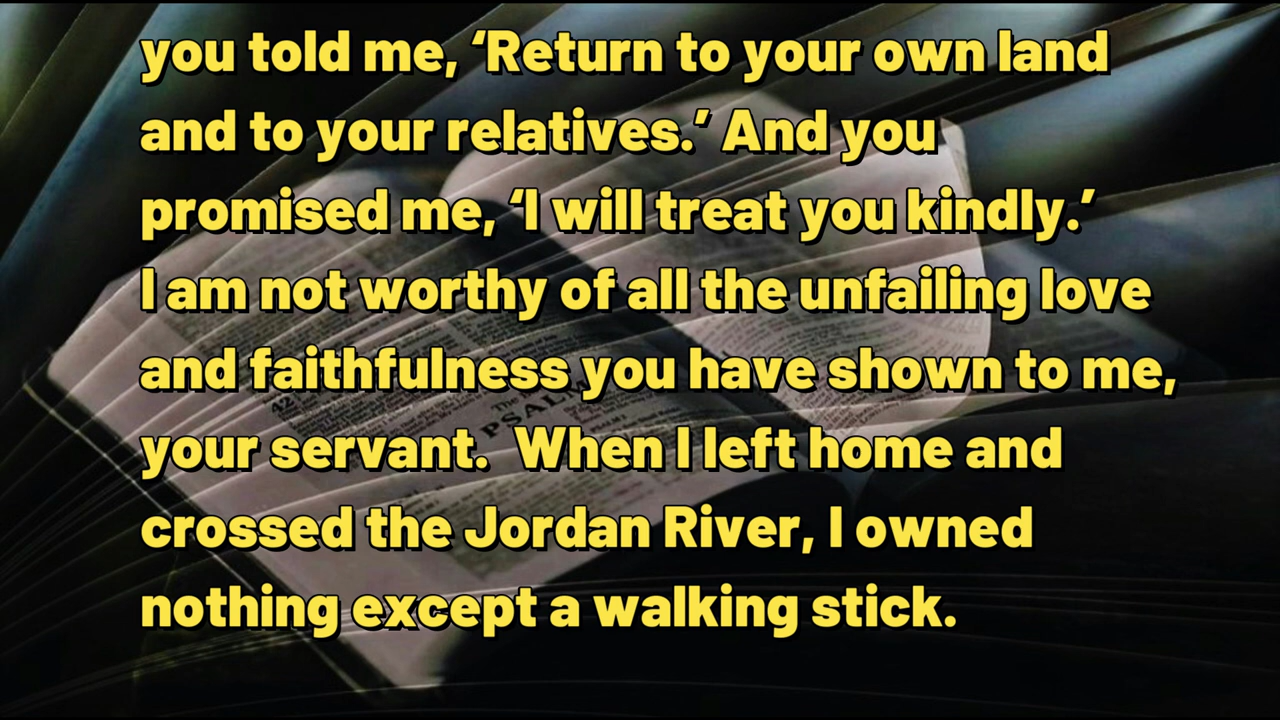 you told me, ‘Return to your own land
and to your relatives.’ And you
promised me, ‘I will treat you kindly.’
I am not worthy of all the unfailing love
and faithfulness you have shown to me,
your servant.  When I left home and
crossed the Jordan River, I owned
nothing except a walking stick.
42
PSALM